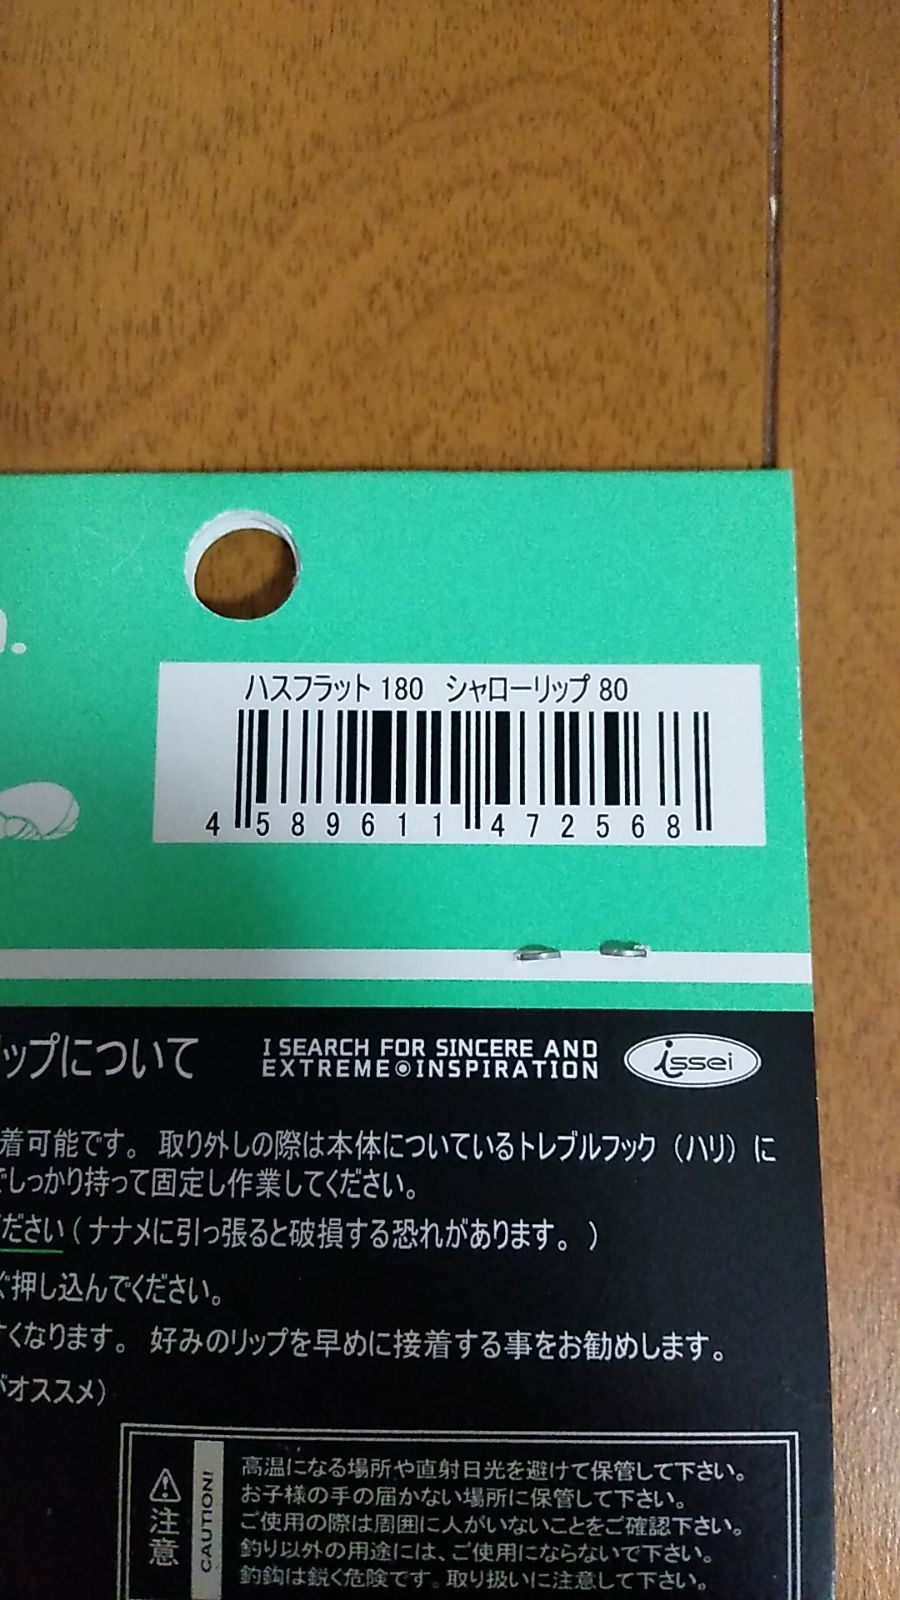 ハスフラット 180 シャローリップ 80
4 589611 472568
ップについて
I SEARCH FOR SINCERE AND
EXTREME INSPIRATION
issei
着可能です。 取り外しの際は本体についているトレブルフック（ハリ）に
でしっかり持って固定し作業してください。
ださい（ナナメに引っ張ると破損する恐れがあります。）
ぐ押し込んでください。
すくなります。 好みのリップを早めに接着する事をお勧めします。
がオススメ）
注意
CAUTION!
高温になる場所や直射日光を避けて保管して下さい。
お子様の手の届かない場所に保管して下さい。
ご使用の際は周囲に人がいないことをご確認下さい。
釣り以外の用途には、ご使用にならないで下さい。
釣鈎は鋭く危険です。取り扱いに注意して下さい。